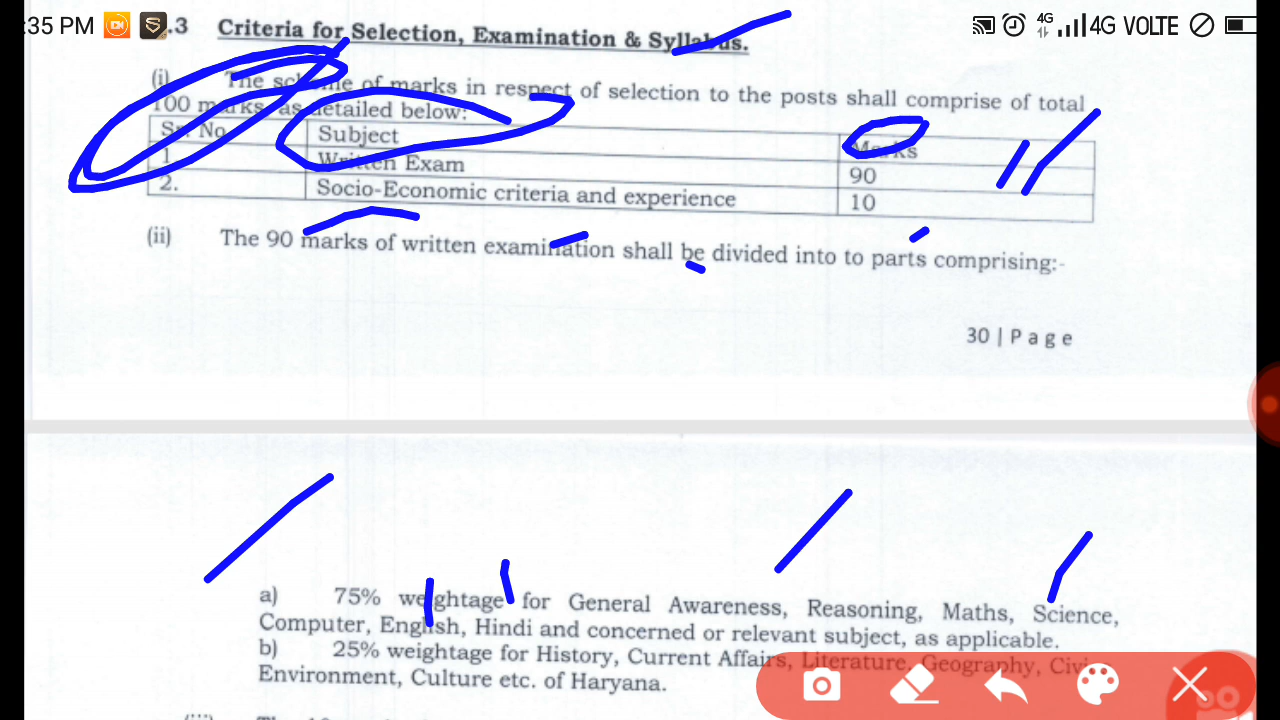 :35 PM 4G 4G VOLTE
.3 Criteria for Selection, Examination & Syllabus.
(i) The scheme of marks in respect of selection to the posts shall comprise of total
100 marks, as detailed below:
Sr. No Subject Marks
1 Written Exam 90
2. Socio-Economic criteria and experience 10
(ii) The 90 marks of written examination shall be divided into to parts comprising:-
30 | Page
a) 75% weightage for General Awareness, Reasoning, Maths, Science,
Computer, English, Hindi and concerned or relevant subject, as applicable.
b) 25% weightage for History, Current Affairs, Literature, Geography,
Environment, Culture etc. of Haryana.